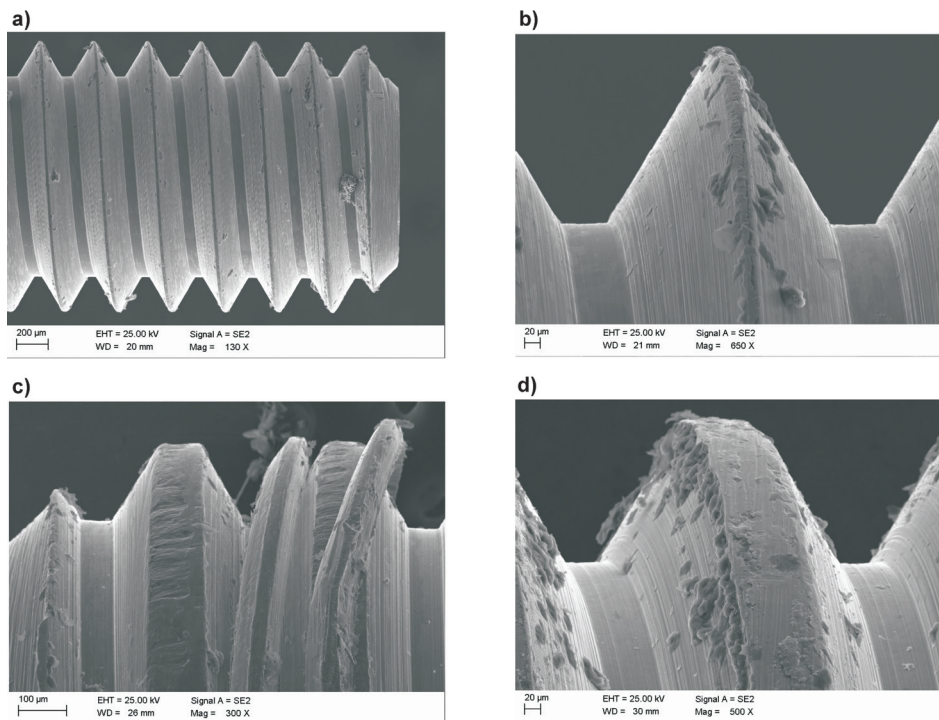 a)
200 µm
EHT = 25.00 kV
Signal A = SE2
WD = 20 mm
Mag = 130 X
b)
20 µm
EHT = 25.00 kV
Signal A = SE2
WD = 21 mm
Mag = 650 X
c)
100 µm
EHT = 25.00 kV
Signal A = SE2
WD = 26 mm
Mag = 300 X
d)
20 µm
EHT = 25.00 kV
Signal A = SE2
WD = 30 mm
Mag = 500 X